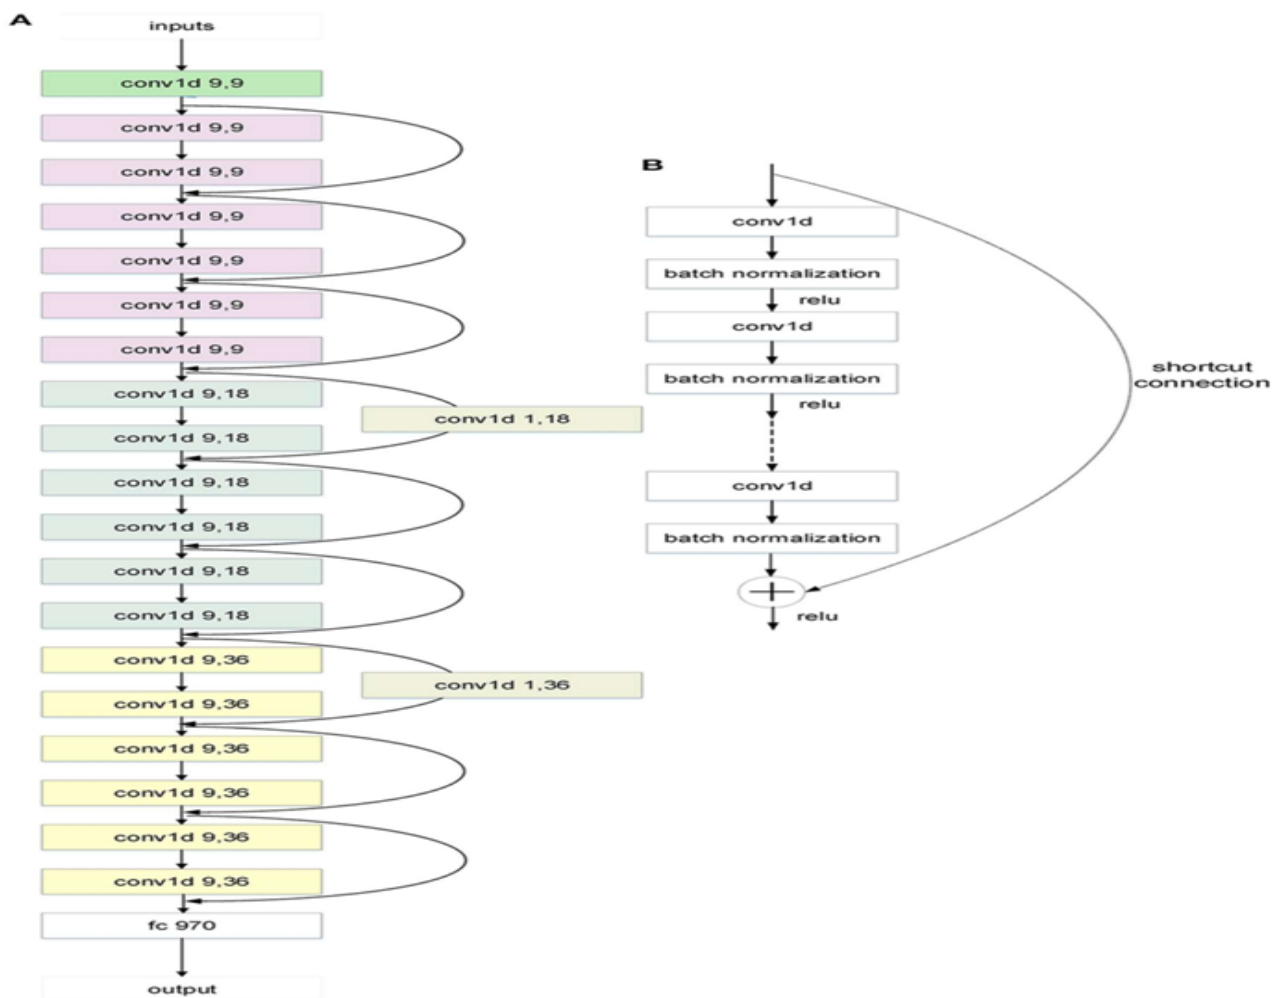 A
inputs
conv1d 9,9
conv1d 9,9
conv1d 9,9
conv1d 9,9
conv1d 9,9
conv1d 9,9
conv1d 9,9
conv1d 9,18
conv1d 1,18
conv1d 9,18
conv1d 9,18
conv1d 9,18
conv1d 9,18
conv1d 9,18
conv1d 9,36
conv1d 1,36
conv1d 9,36
conv1d 9,36
conv1d 9,36
conv1d 9,36
conv1d 9,36
fc 970
output
B
conv1d
batch normalization
relu
conv1d
batch normalization
relu
conv1d
batch normalization
relu
shortcut
connection